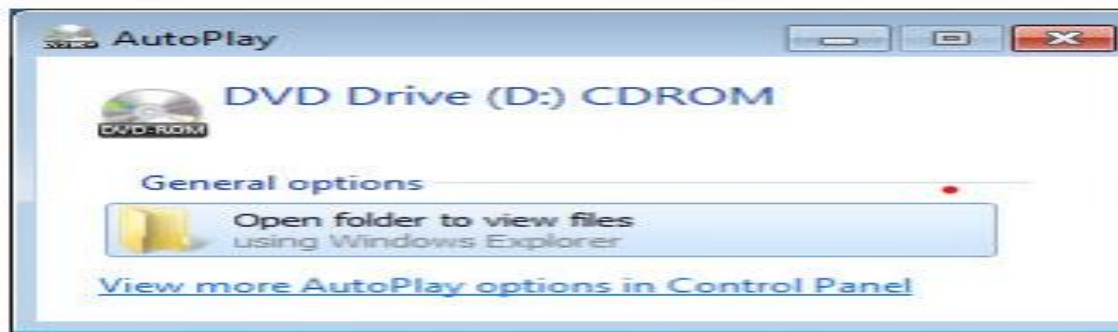 AutoPlay
DVD Drive (D:) CDROM
DVD-ROM
General options
Open folder to view files
using Windows Explorer
View more AutoPlay options in Control Panel